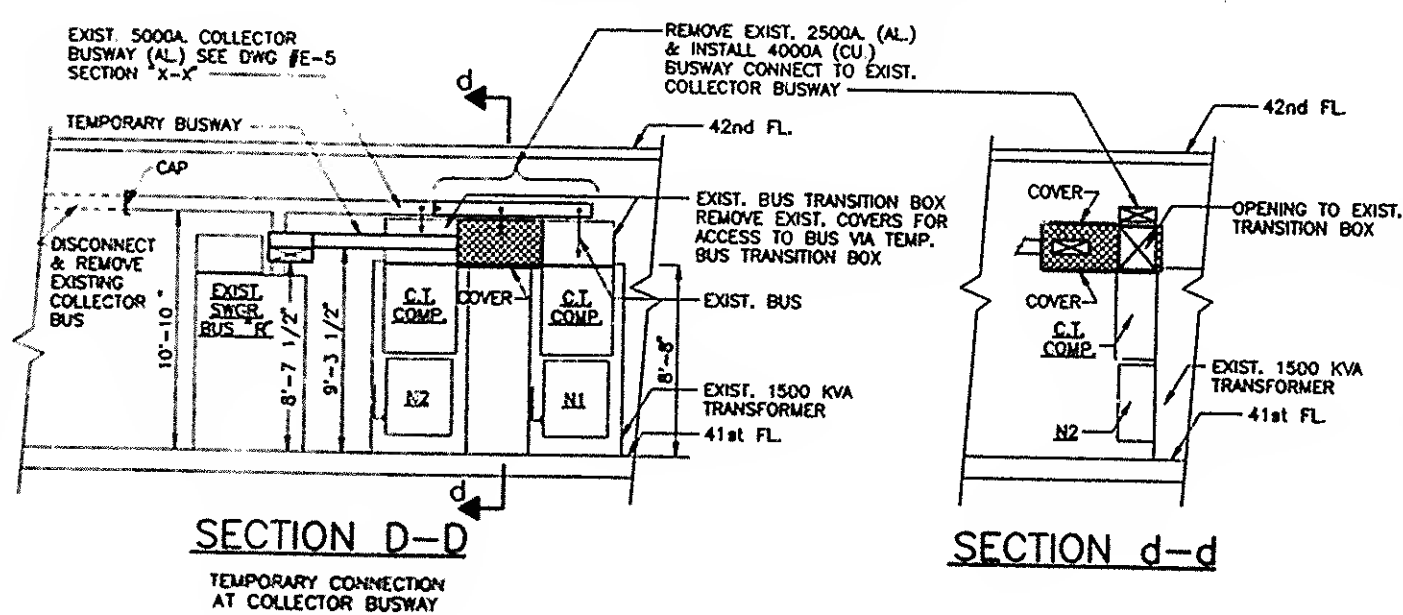 EXIST. 5000A. COLLECTOR
BUSWAY (AL.) SEE DWG #E-5
SECTION "X-X"
TEMPORARY BUSWAY
CAP
d
REMOVE EXIST. 2500A. (AL.)
& INSTALL 4000A (CU.)
BUSWAY CONNECT TO EXIST.
COLLECTOR BUSWAY
42nd FL.
EXIST. BUS TRANSITION BOX
REMOVE EXIST. COVERS FOR
ACCESS TO BUS VIA TEMP.
BUS TRANSITION BOX
DISCONNECT
& REMOVE
EXISTING
COLLECTOR
BUS
10'-10"
EXIST.
SWGR.
BUS "R"
8'-7 1/2"
9'-3 1/2"
C.T.
COMP.
N2
COVER
C.T.
COMP.
N1
8'-8"
EXIST. BUS
EXIST. 1500 KVA
TRANSFORMER
41st FL.
d
SECTION D-D
TEMPORARY CONNECTION
AT COLLECTOR BUSWAY
42nd FL.
COVER
OPENING TO EXIST.
TRANSITION BOX
COVER
C.T.
COMP.
N2
EXIST. 1500 KVA
TRANSFORMER
41st FL.
SECTION d-d